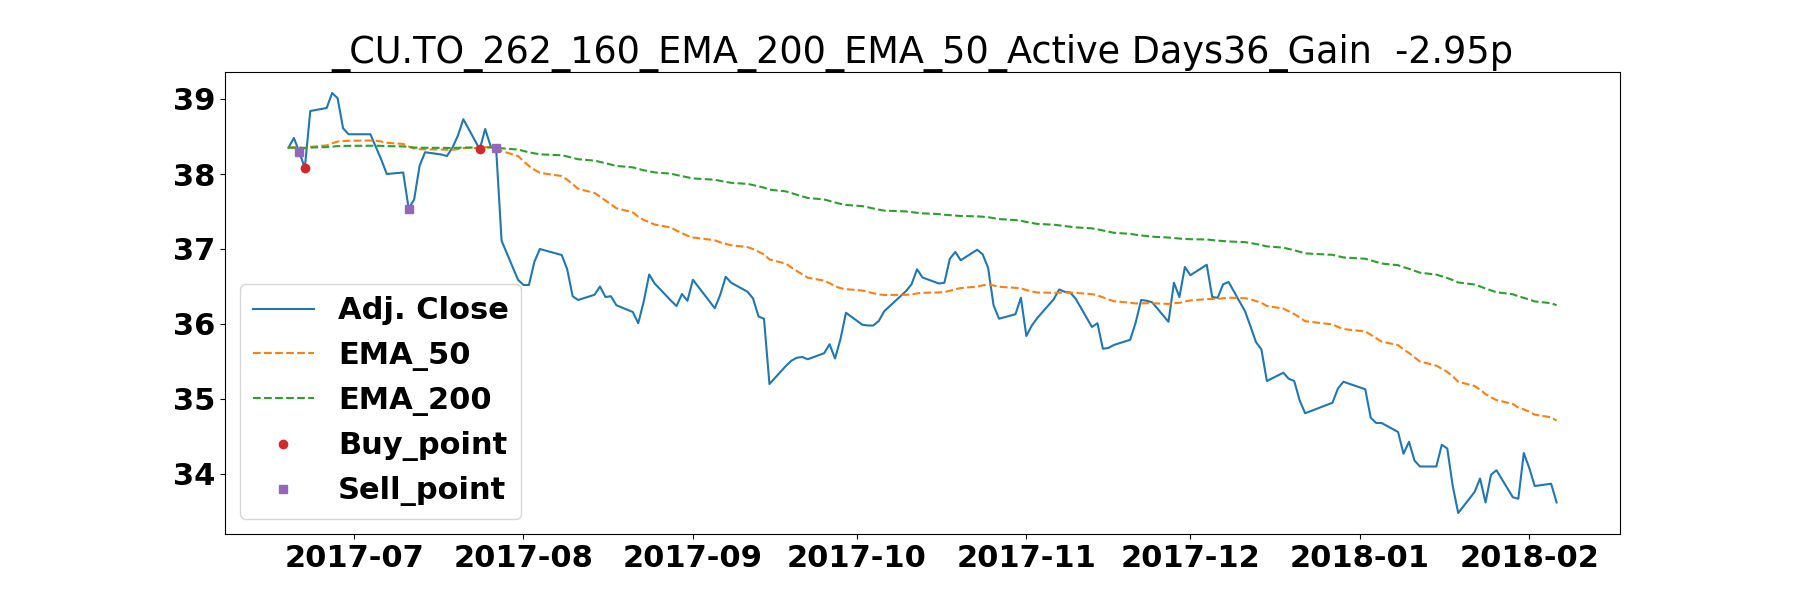 _CU.TO_262_160_EMA_200_EMA_50_Active Days36_Gain  -2.95p
39
38
37
36
35
34
Adj. Close
EMA_50
EMA_200
Buy_point
Sell_point
2017-07 2017-08 2017-09 2017-10 2017-11 2017-12 2018-01 2018-02